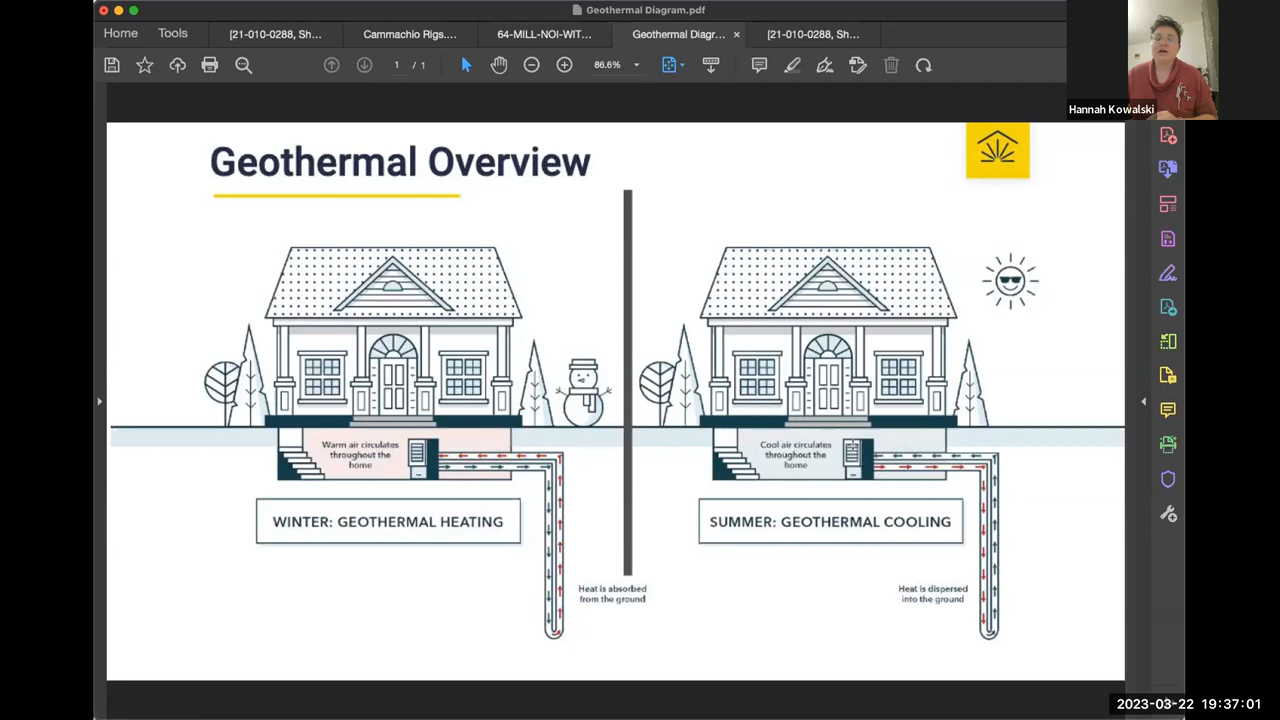 Geothermal Diagram.pdf
Home Tools [21-010-0288, Sh... Cammachio Rigs.... 64-MILL-NOI-WIT... Geothermal Diagr... × [21-010-0288, Sh...
1 / 1 86.6%
Hannah Kowalski
Geothermal Overview
Warm air circulates
throughout the
home
WINTER: GEOTHERMAL HEATING
Heat is absorbed
from the ground
Cool air circulates
throughout the
home
SUMMER: GEOTHERMAL COOLING
Heat is dispersed
into the ground
2023-03-22 19:37:01